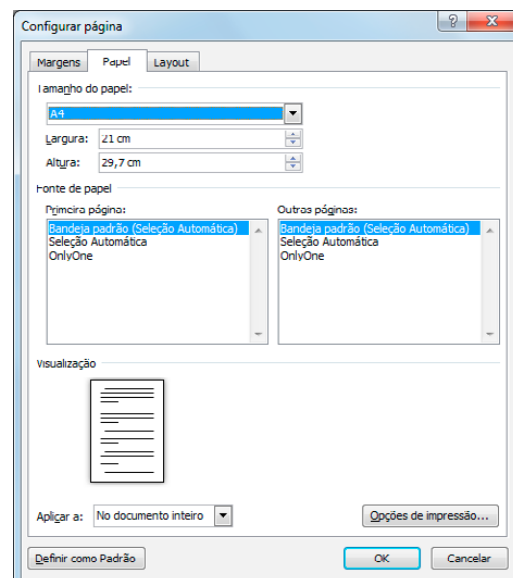 Configurar página
Margens Papel Layout
Tamanho do papel:
A4
Largura: 21 cm
Altura: 29,7 cm
Fonte de papel
Primeira página: Outras páginas:
Bandeja padrão (Seleção Automática) Bandeja padrão (Seleção Automática)
Seleção Automática Seleção Automática
OnlyOne OnlyOne
Visualização
Aplicar a: No documento inteiro Opções de impressão...
Definir como Padrão OK Cancelar